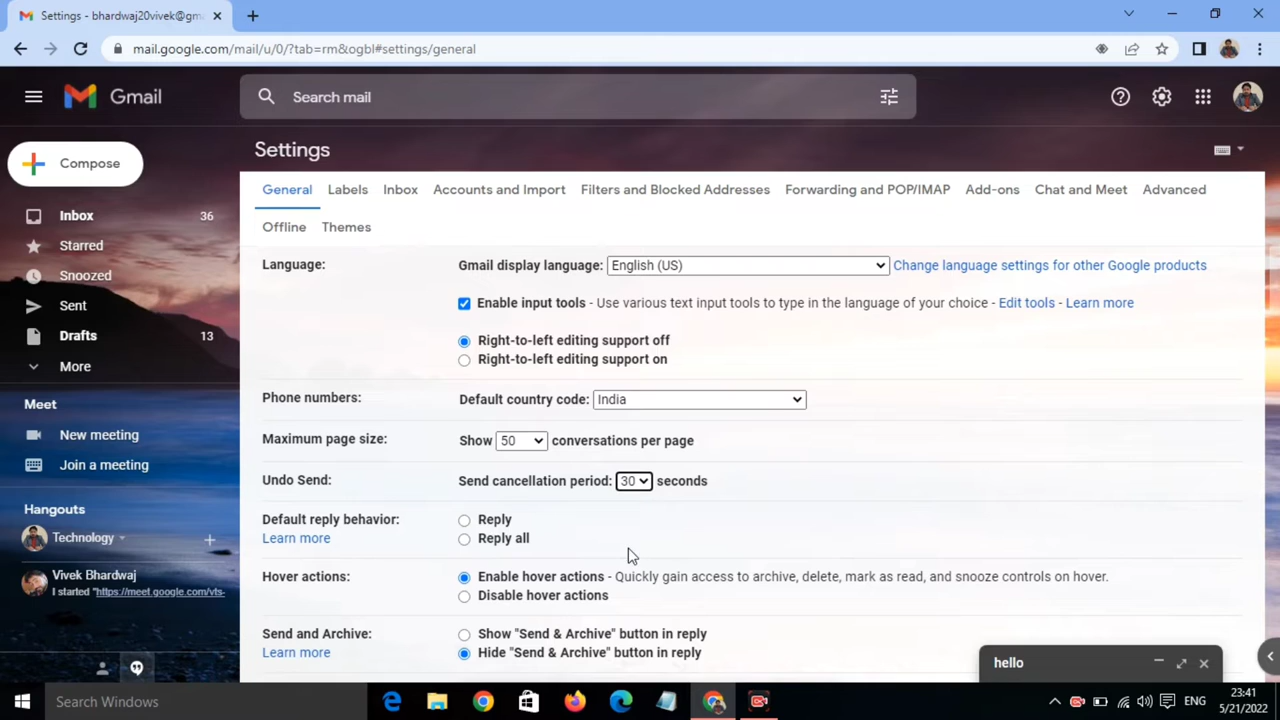 Settings - bhardwaj20vivek@gm
mail.google.com/mail/u/0/?tab=rm&ogbl#settings/general
Gmail
Search mail
Compose
Settings
General Labels Inbox Accounts and Import Filters and Blocked Addresses Forwarding and POP/IMAP Add-ons Chat and Meet Advanced
Offline Themes
Inbox 36
Starred
Snoozed
Sent
Drafts 13
More
Meet
New meeting
Join a meeting
Hangouts
Technology
Vivek Bhardwaj
I started "https://meet.google.com/vts-
Language: Gmail display language: English (US) Change language settings for other Google products
Enable input tools - Use various text input tools to type in the language of your choice - Edit tools - Learn more
Right-to-left editing support off
Right-to-left editing support on
Phone numbers: Default country code: India
Maximum page size: Show 50 conversations per page
Undo Send: Send cancellation period: 30 seconds
Default reply behavior: Reply
Learn more Reply all
Hover actions: Enable hover actions - Quickly gain access to archive, delete, mark as read, and snooze controls on hover.
Disable hover actions
Send and Archive: Show "Send & Archive" button in reply
Learn more Hide "Send & Archive" button in reply
hello
Search Windows
ENG
23:41
5/21/2022